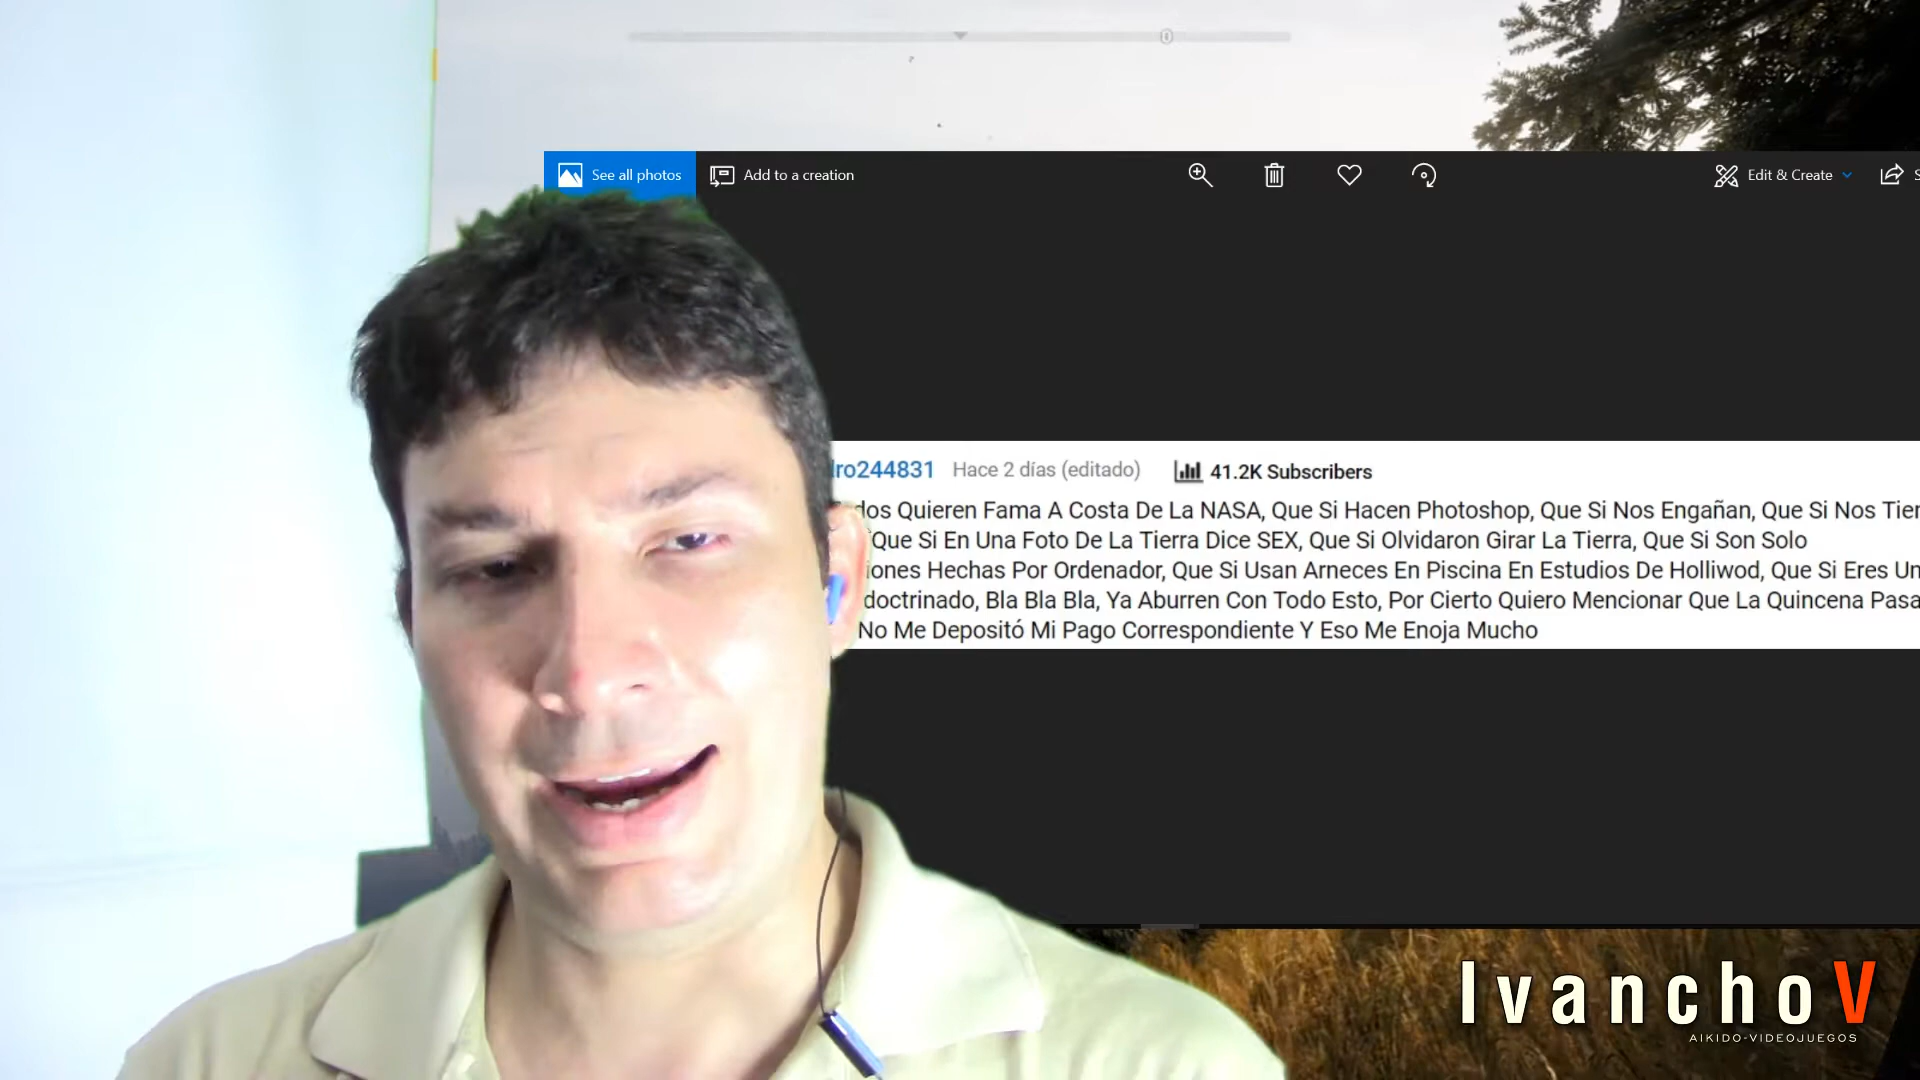 See all photos
Add to a creation
Edit & Create
dro244831 Hace 2 días (editado) 41.2K Subscribers
dos Quieren Fama A Costa De La NASA, Que Si Hacen Photoshop, Que Si Nos Engañan, Que Si Nos Tien
Que Si En Una Foto De La Tierra Dice SEX, Que Si Olvidaron Girar La Tierra, Que Si Son Solo
iones Hechas Por Ordenador, Que Si Usan Arneces En Piscina En Estudios De Holliwod, Que Si Eres Un
doctrinado, Bla Bla Bla, Ya Aburren Con Todo Esto, Por Cierto Quiero Mencionar Que La Quincena Pasa
No Me Depositó Mi Pago Correspondiente Y Eso Me Enoja Mucho
IvanchoV
AIKIDO-VIDEOJUEGOS